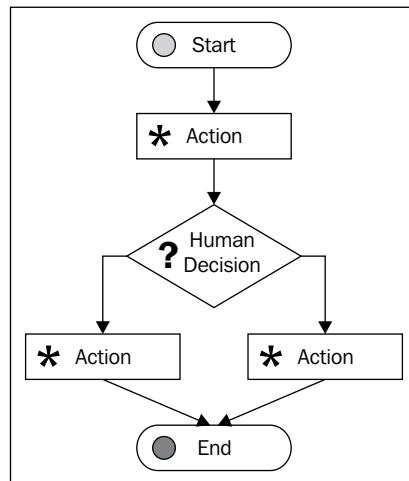 Start
* Action
? Human
Decision
* Action
* Action
End